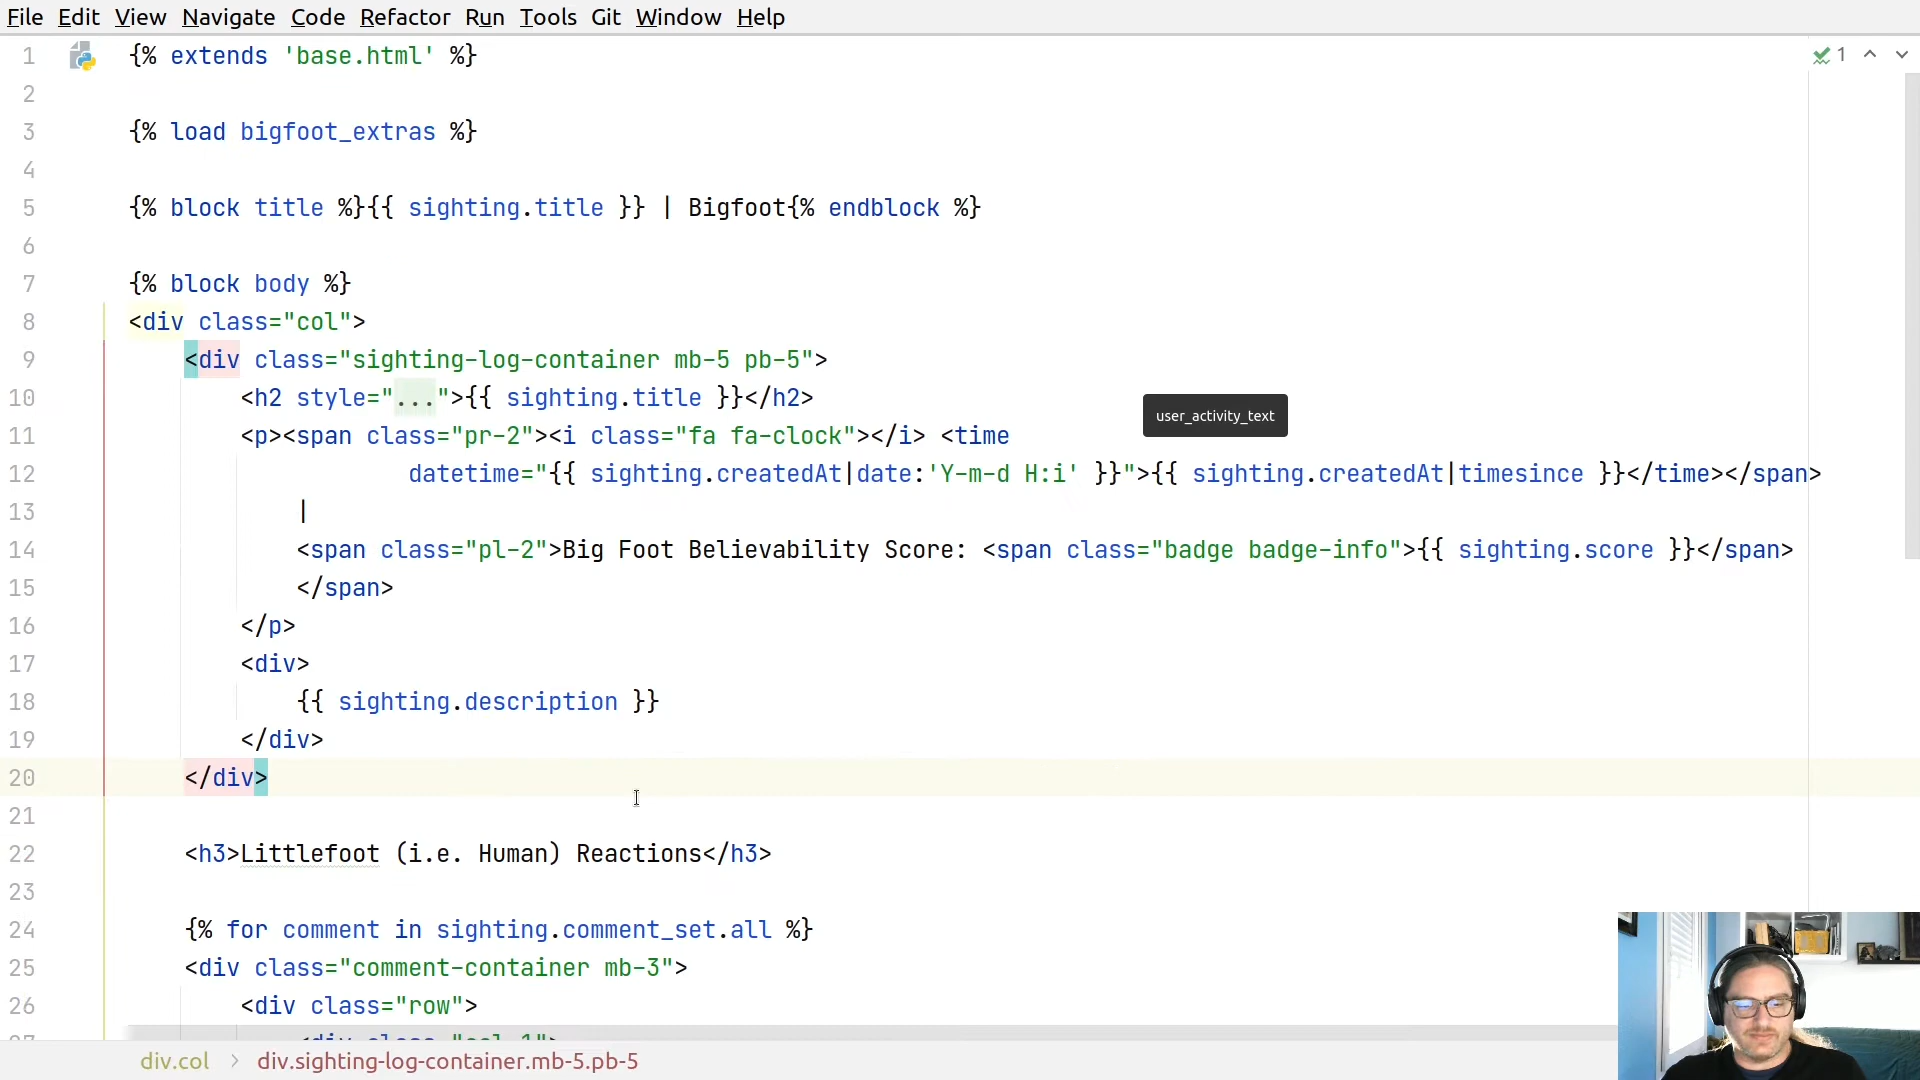 File Edit View Navigate Code Refactor Run Tools Git Window Help
1 {% extends 'base.html' %}
1
2
3 {% load bigfoot_extras %}
4
5 {% block title %}{{ sighting.title }} | Bigfoot{% endblock %}
6
7 {% block body %}
8 <div class="col">
9 <div class="sighting-log-container mb-5 pb-5">
10 <h2 style="...">{{ sighting.title }}</h2>
user_activity_text
11 <p><span class="pr-2"><i class="fa fa-clock"></i> <time
12 datetime="{{ sighting.createdAt|date:'Y-m-d H:i' }}">{{ sighting.createdAt|timesince }}</time></span>
13 |
14 <span class="pl-2">Big Foot Believability Score: <span class="badge badge-info">{{ sighting.score }}</span>
15 </span>
16 </p>
17 <div>
18 {{ sighting.description }}
19 </div>
20 </div>
21
22 <h3>Littlefoot (i.e. Human) Reactions</h3>
23
24 {% for comment in sighting.comment_set.all %}
25 <div class="comment-container mb-3">
26 <div class="row">
div.col > div.sighting-log-container.mb-5.pb-5